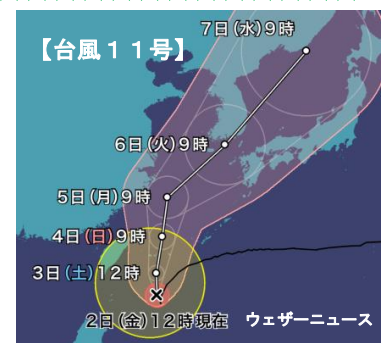 【台風１１号】
7日(水)9時
6日(火)9時
5日(月)9時
4日(日)9時
3日(土)12時
2日(金)12時現在
ウェザーニュース